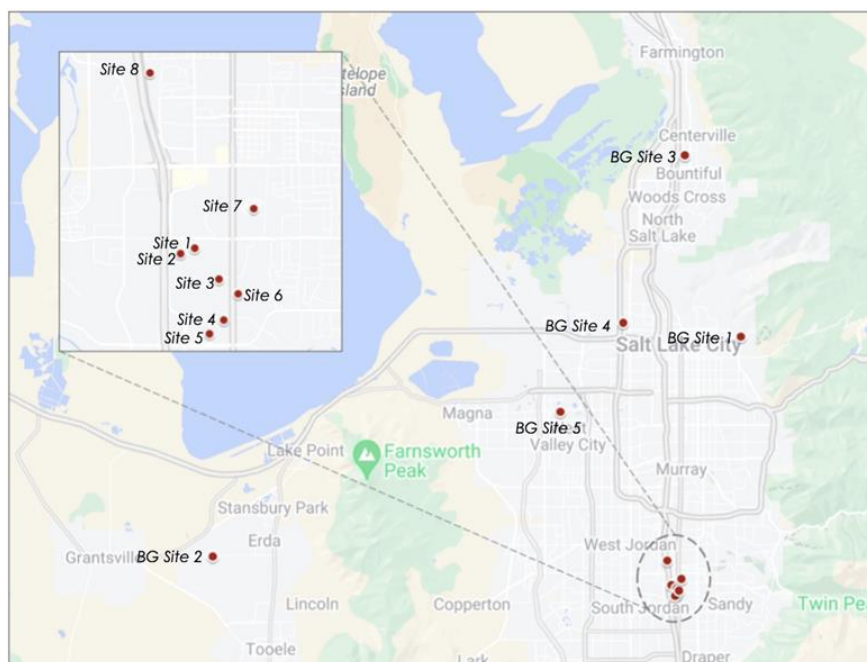 Site 8
Site 7
Site 1
Site 2
Site 3
Site 6
Site 4
Site 5
Island
Farmington
Centerville
BG Site 3
Bountiful
Woods Cross
North
Salt Lake
BG Site 4
BG Site 1
Salt Lake City
Magna
BG Site 5
Valley City
Lake Point
Farnsworth
Peak
Murray
Stansbury Park
Erda
Grantsville
BG Site 2
West Jordan
Lincoln
Copperton
South Jordan
Sandy
Twin Pe
Tooele
Lark
Draper